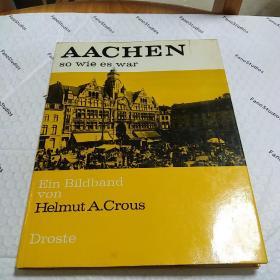 AACHEN
so wie es war
Ein Bildband
von
Helmut A. Crous
Droste